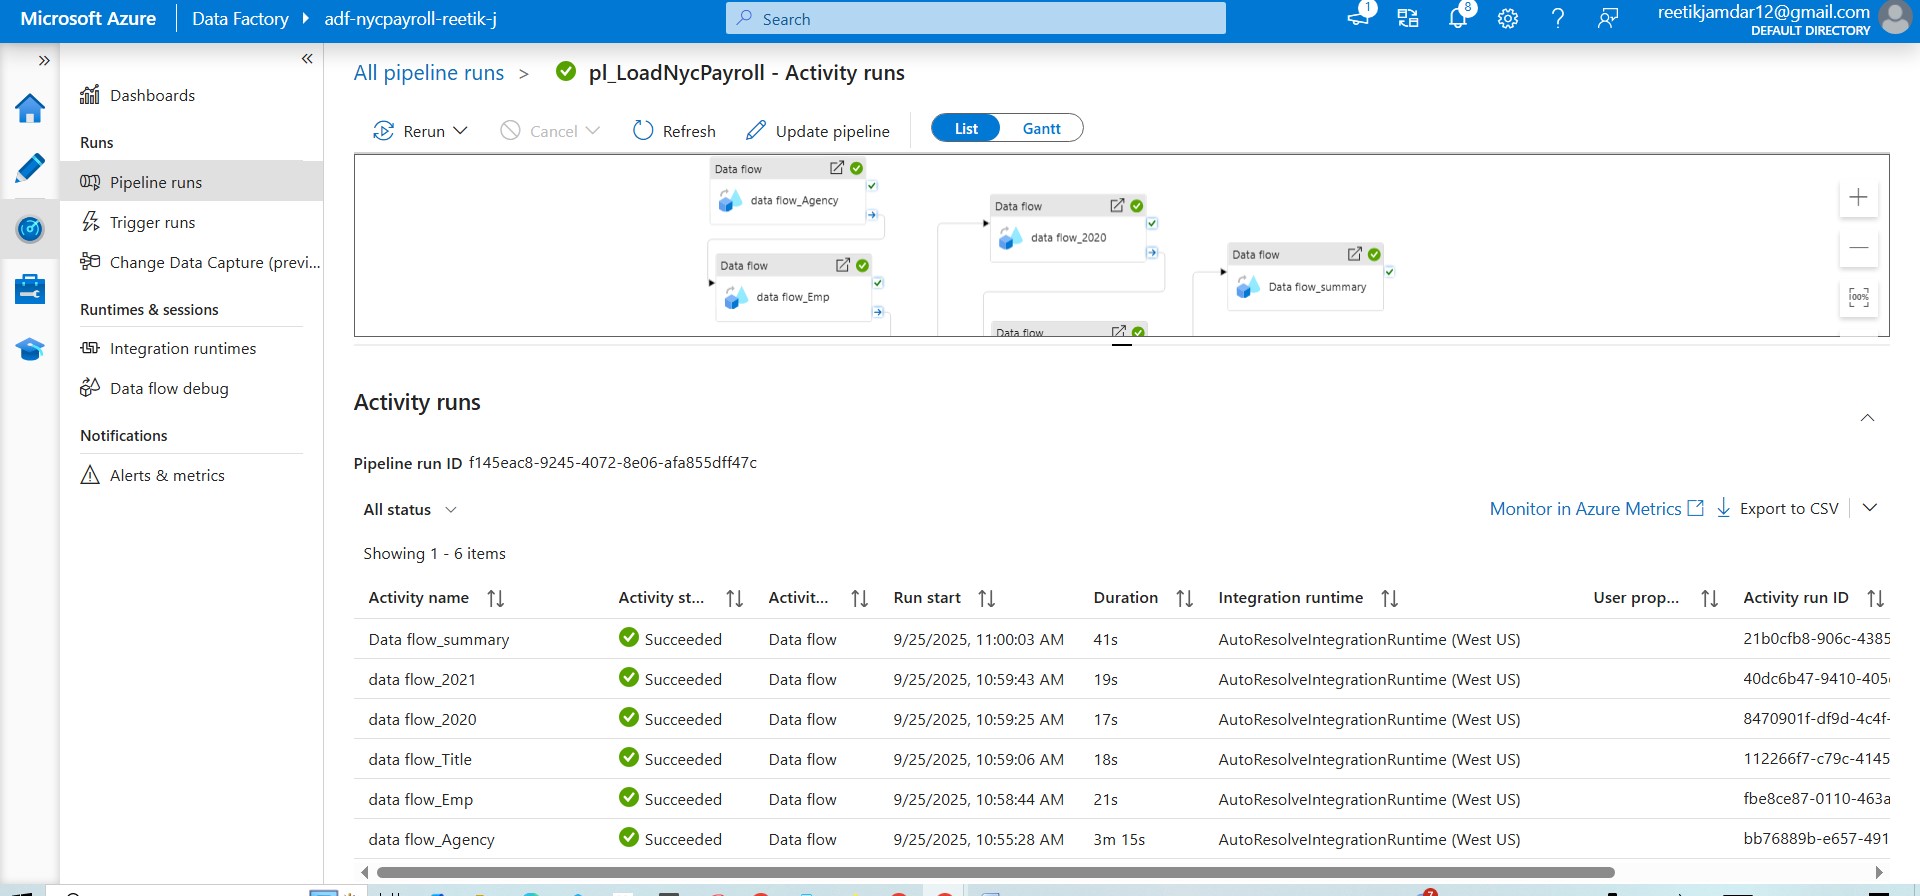 Microsoft Azure
Data Factory
adf-nycpayroll-reetik-j
Search
1
8
reetikjamdar12@gmail.com
DEFAULT DIRECTORY
Dashboards
Runs
Pipeline runs
Trigger runs
Change Data Capture (previ...
Runtimes & sessions
Integration runtimes
Data flow debug
Notifications
Alerts & metrics
All pipeline runs > pl_LoadNycPayroll - Activity runs
Rerun
Cancel
Refresh
Update pipeline
List
Gantt
Data flow
data flow_Agency
Data flow
data flow_Emp
Data flow
data flow_2020
Data flow
Data flow
Data flow_summary
100%
Activity runs
Pipeline run ID f145eac8-9245-4072-8e06-afa855dff47c
All status
Monitor in Azure Metrics
Export to CSV
Showing 1 - 6 items
Activity name Activity st... Activit... Run start Duration Integration runtime User prop... Activity run ID
Data flow_summary Succeeded Data flow 9/25/2025, 11:00:03 AM 41s AutoResolveIntegrationRuntime (West US) 21b0cfb8-906c-4385
data flow_2021 Succeeded Data flow 9/25/2025, 10:59:43 AM 19s AutoResolveIntegrationRuntime (West US) 40dc6b47-9410-405
data flow_2020 Succeeded Data flow 9/25/2025, 10:59:25 AM 17s AutoResolveIntegrationRuntime (West US) 8470901f-df9d-4c4f-
data flow_Title Succeeded Data flow 9/25/2025, 10:59:06 AM 18s AutoResolveIntegrationRuntime (West US) 112266f7-c79c-4145
data flow_Emp Succeeded Data flow 9/25/2025, 10:58:44 AM 21s AutoResolveIntegrationRuntime (West US) fbe8ce87-0110-463a
data flow_Agency Succeeded Data flow 9/25/2025, 10:55:28 AM 3m 15s AutoResolveIntegrationRuntime (West US) bb76889b-e657-491
7